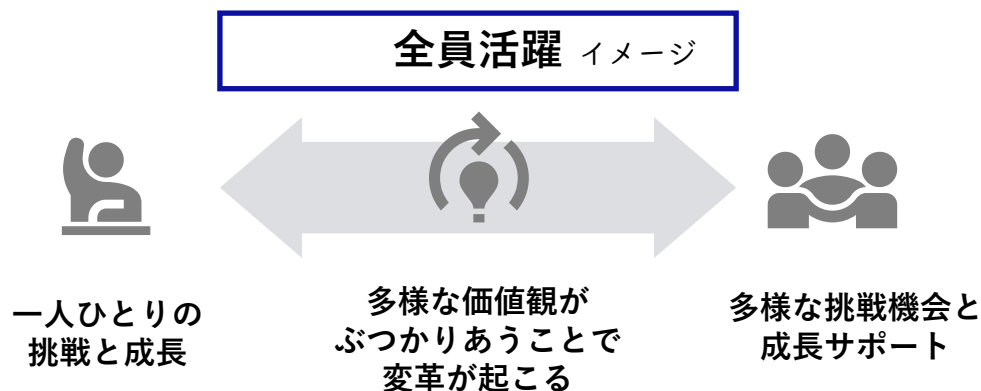 全員活躍 イメージ
一人ひとりの
挑戦と成長
多様な価値観が
ぶつかりあうことで
変革が起こる
多様な挑戦機会と
成長サポート